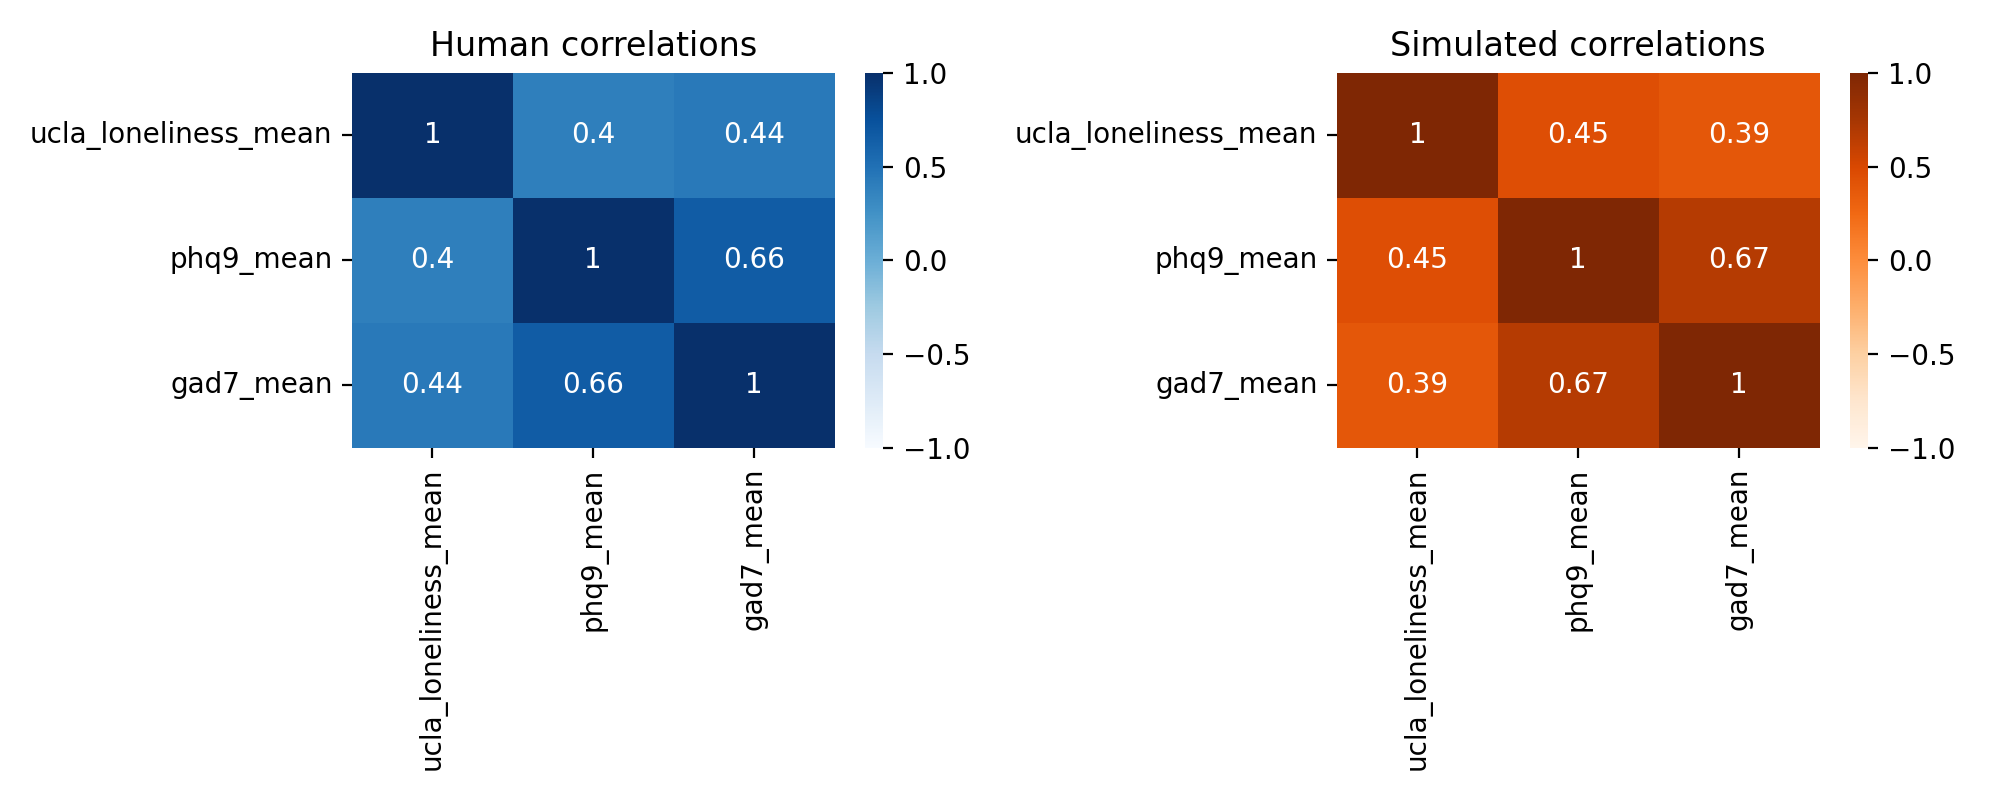 Human correlations
ucla_loneliness_mean
phq9_mean
gad7_mean
1 0.4 0.44
0.4 1 0.66
0.44 0.66 1
ucla_loneliness_mean
phq9_mean
gad7_mean
1.0
0.5
0.0
−0.5
−1.0
Simulated correlations
ucla_loneliness_mean
phq9_mean
gad7_mean
1 0.45 0.39
0.45 1 0.67
0.39 0.67 1
ucla_loneliness_mean
phq9_mean
gad7_mean
1.0
0.5
0.0
−0.5
−1.0